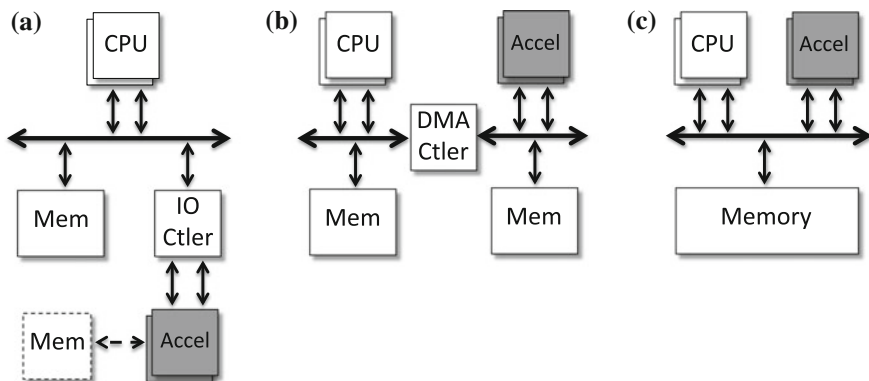 (a)
CPU
Mem
IO
Ctler
Mem
Accel
(b)
CPU
Accel
DMA
Ctler
Mem
Mem
(c)
CPU
Accel
Memory